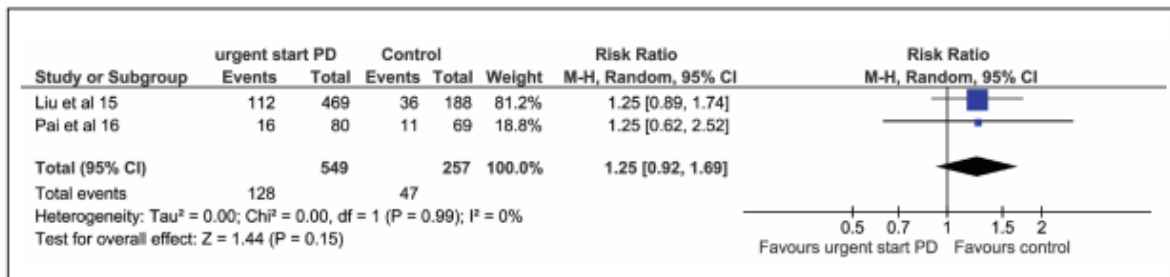 urgent start PD Control Risk Ratio Risk Ratio
Study or Subgroup Events Total Events Total Weight M-H, Random, 95% CI M-H, Random, 95% CI
Liu et al 15 112 469 36 188 81.2% 1.25 [0.89, 1.74]
Pai et al 16 16 80 11 69 18.8% 1.25 [0.62, 2.52]
Total (95% CI) 549 257 100.0% 1.25 [0.92, 1.69]
Total events 128 47
Heterogeneity: Tau² = 0.00; Chi² = 0.00, df = 1 (P = 0.99); I² = 0%
Test for overall effect: Z = 1.44 (P = 0.15)
0.5 0.7 1 1.5 2
Favours urgent start PD Favours control